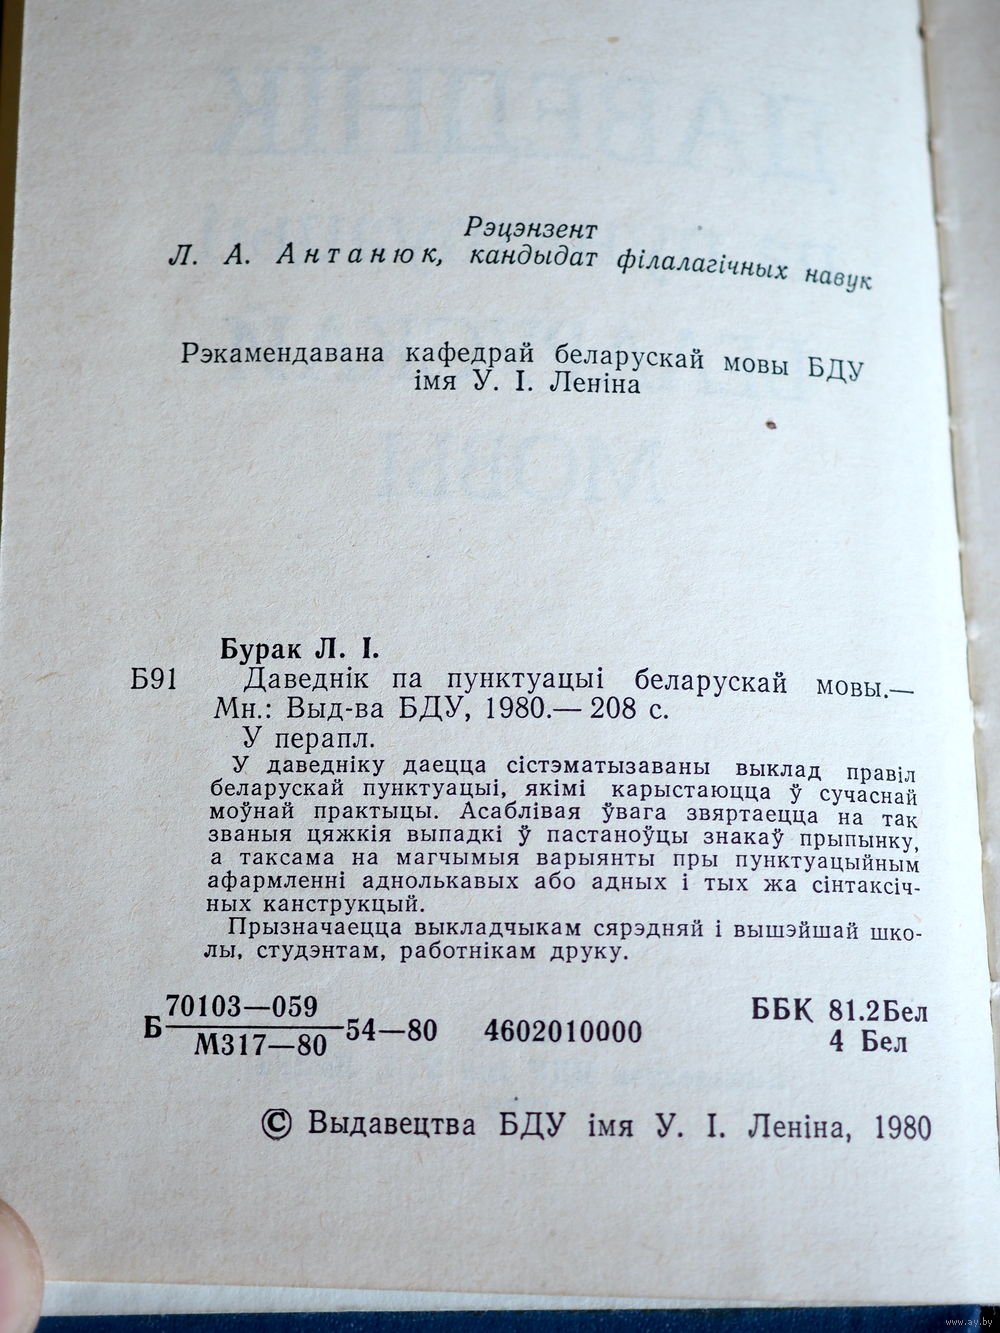 Рэцэнзент
Л. А. Антанюк, кандыдат філалагічных навук
Рэкамендавана кафедрай беларускай мовы БДУ
імя У. І. Леніна
Бурак Л. І.
Б91 Даведнік па пунктуацыі беларускай мовы.—
Мн.: Выд-ва БДУ, 1980.— 208 с.
У перапл.
У даведніку даецца сістэматызаваны выклад правіл
беларускай пунктуацыі, якімі карыстаюцца ў сучаснай
моўнай практыцы. Асаблівая ўвага звяртаецца на так
званыя цяжкія выпадкі ў пастаноўцы знакаў прыпынку,
а таксама на магчымыя варыянты пры пунктуацыйным
афармленні аднолькавых або адных і тых жа сінтаксіч-
ных канструкцый.
Прызначаецца выкладчыкам сярэдняй і вышэйшай шко-
лы, студэнтам, работнікам друку.
70103—059
Б 54—80 4602010000
М317—80
ББК 81.2Бел
4 Бел
© Выдавецтва БДУ імя У. І. Леніна, 1980
www.ay.by